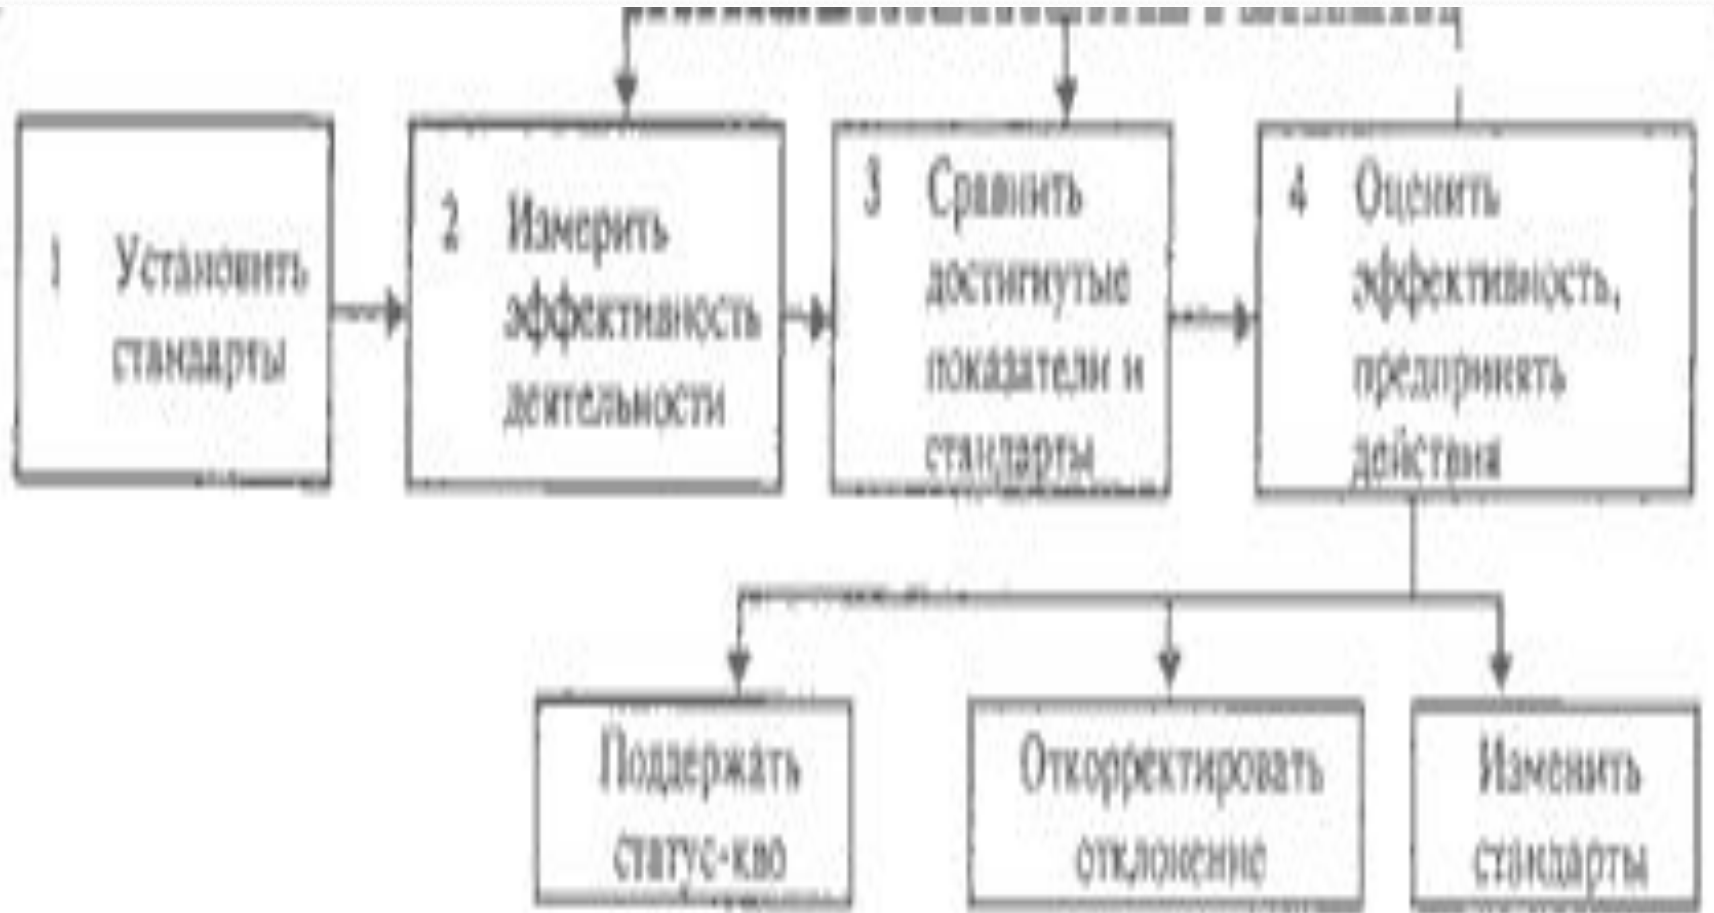 1 Установить
стандарты
2 Измерить
эффективность
деятельности
3 Сравнить
достигнутые
показатели и
стандарты
4 Оценить
эффективность,
предпринять
действия
Поддержать
статус-кво
Откорректировать
отклонение
Изменить
стандарты